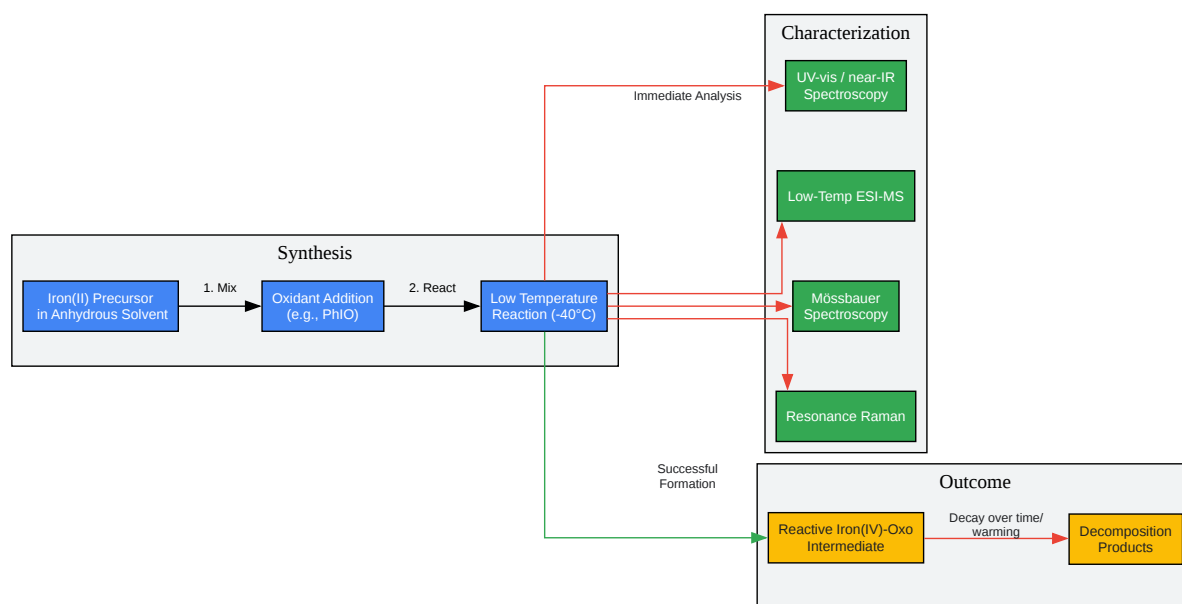 Characterization
UV-vis / near-IR
Spectroscopy
Immediate Analysis
Low-Temp ESI-MS
Synthesis
Iron(II) Precursor
in Anhydrous Solvent
1. Mix
Oxidant Addition
(e.g., PhIO)
2. React
Low Temperature
Reaction (-40°C)
Mössbauer
Spectroscopy
Resonance Raman
Successful
Formation
Outcome
Reactive Iron(IV)-Oxo
Intermediate
Decay over time/
warming
Decomposition
Products